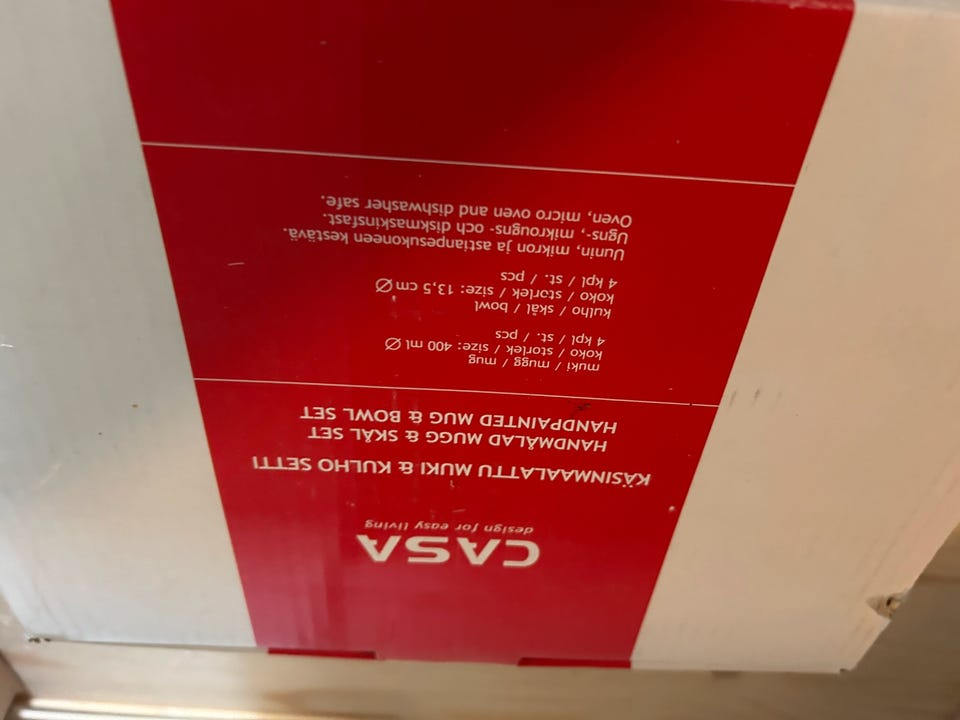 CASA
design for easy living
KÄSINMAALATTU MUKI & KULHO SETTI
HANDMÅLAD MUGG & SKÅL SET
HANDPAINTED MUG & BOWL SET
muki / mugg / mug
koko / storlek / size: 400 ml Ø
4 kpl / st. / pcs
kulho / skål / bowl
koko / storlek / size: 13,5 cm Ø
4 kpl / st. / pcs
Uunin, mikron ja astianpesukoneen kestävä.
Ugns-, mikrougns- och diskmaskinsfast.
Oven, micro oven and dishwasher safe.